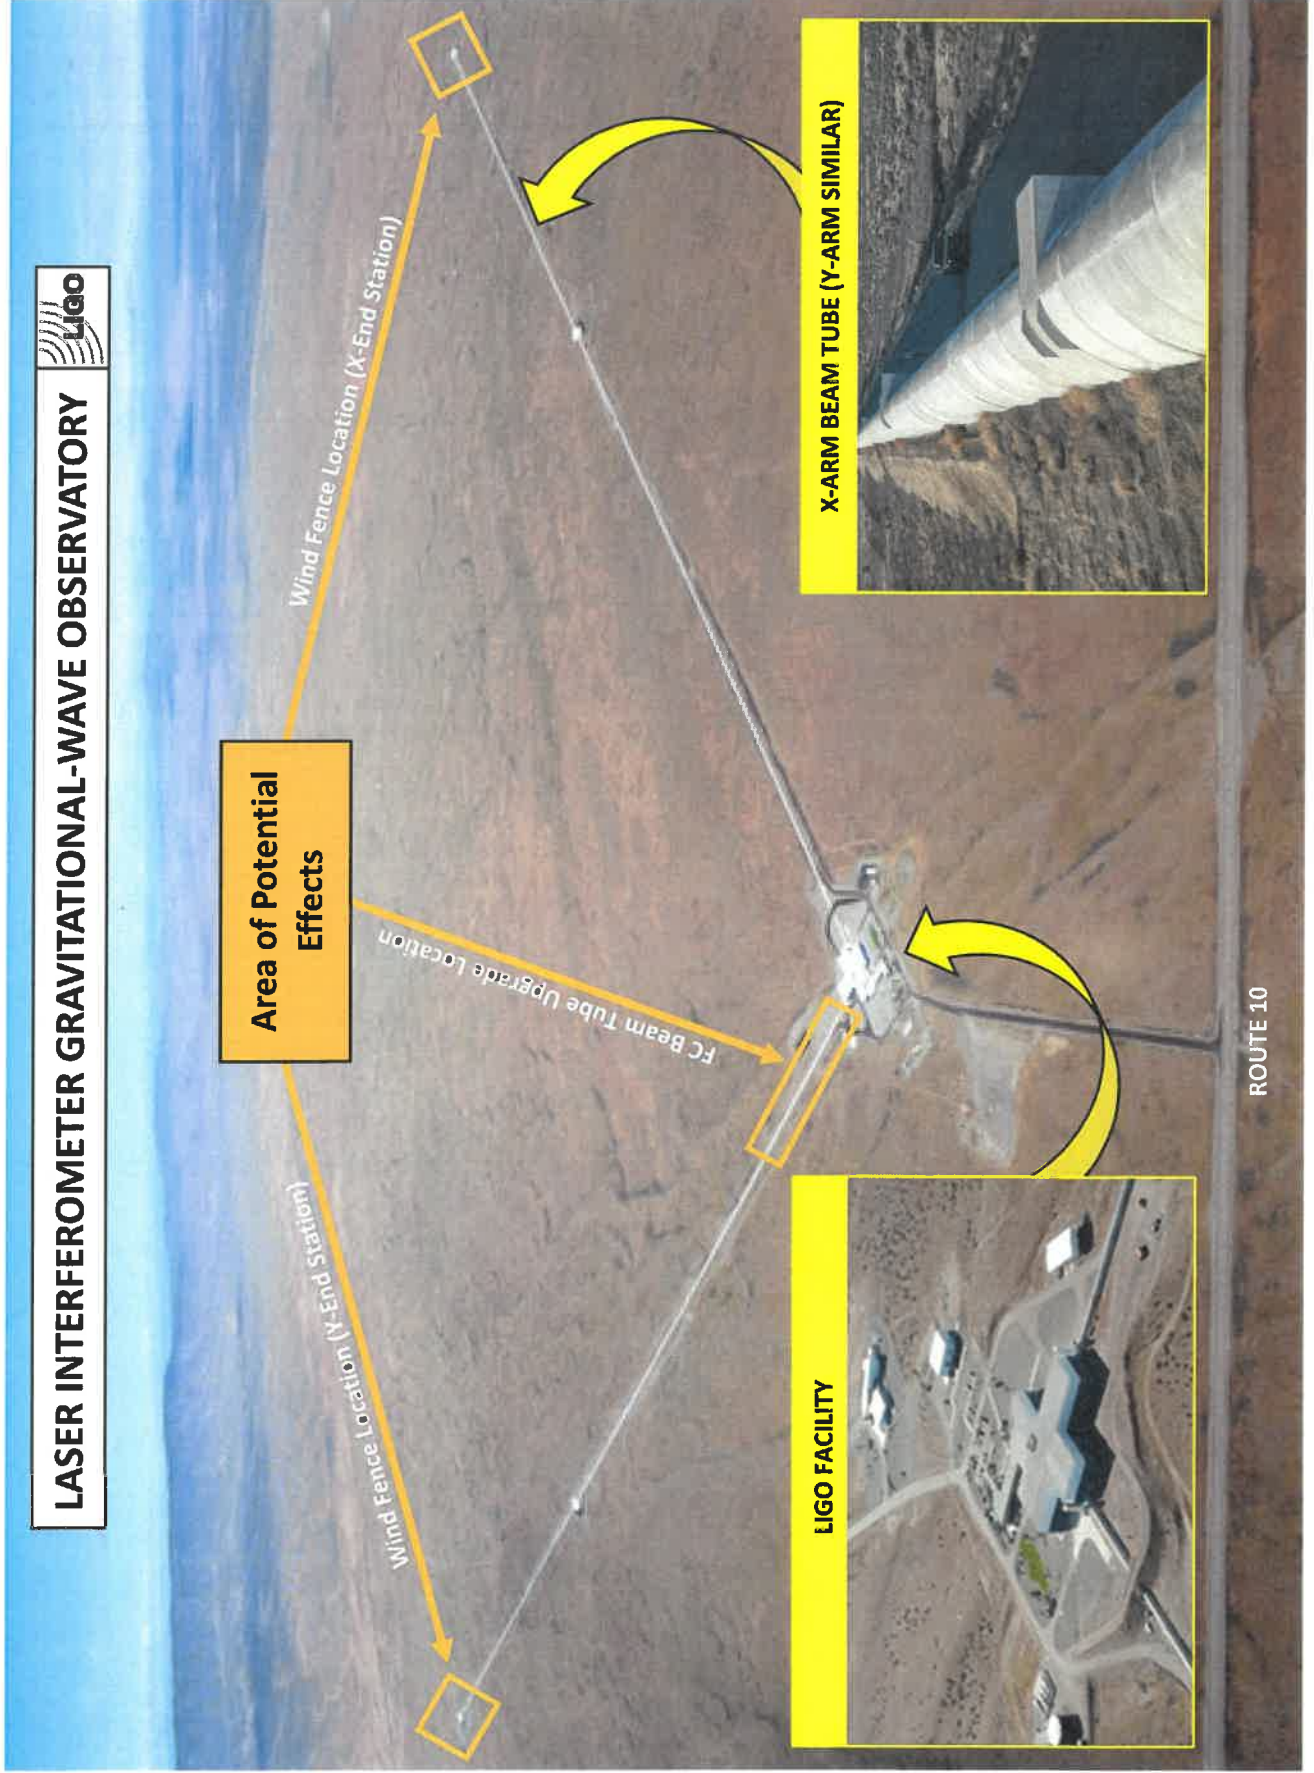 LASER INTERFEROMETER GRAVITATIONAL-WAVE OBSERVATORY
LIGO
Area of Potential
Effects
Wind Fence Location (Y-End Station)
FC Beam Tube Upgrade Location
Wind Fence Location (X-End Station)
LIGO FACILITY
X-ARM BEAM TUBE (Y-ARM SIMILAR)
ROUTE 10